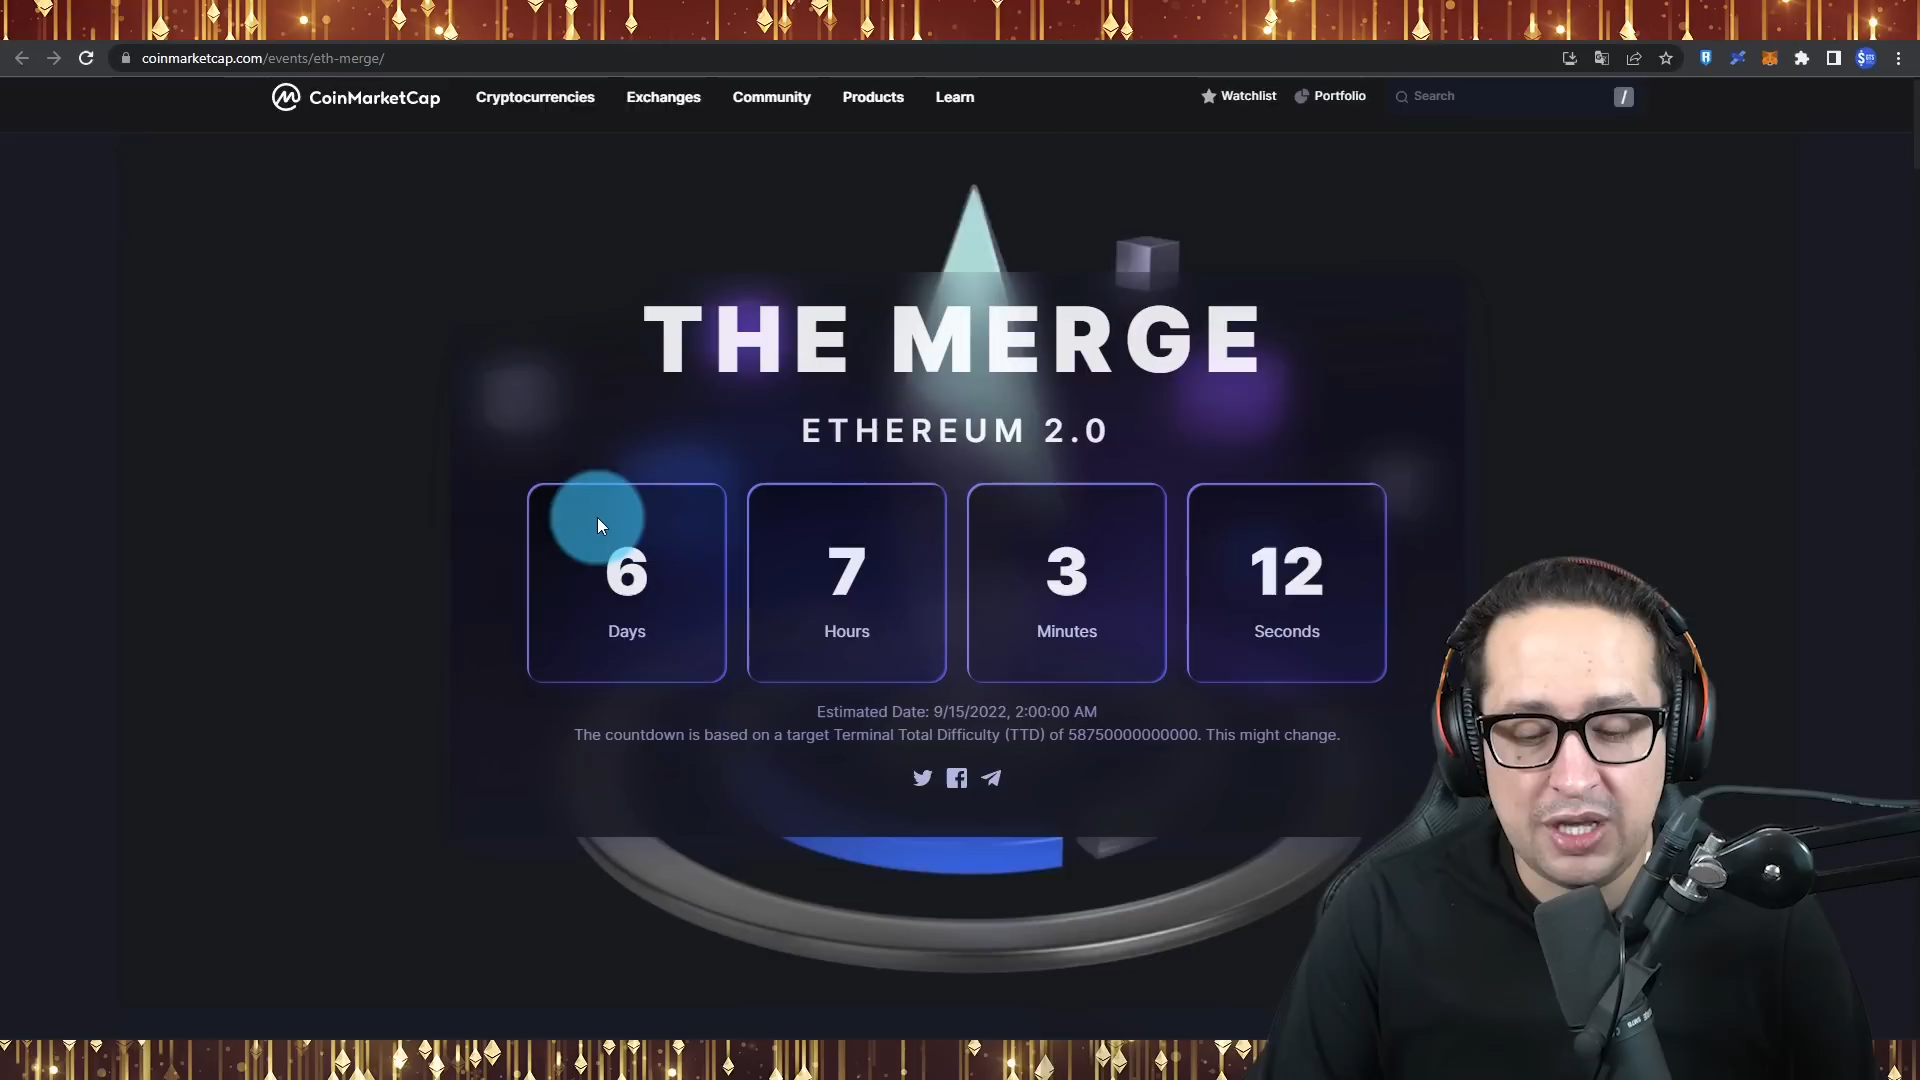 coinmarketcap.com/events/eth-merge/
CoinMarketCap Cryptocurrencies Exchanges Community Products Learn Watchlist Portfolio Search /
THE MERGE
ETHEREUM 2.0
6 7 3 12
Days Hours Minutes Seconds
Estimated Date: 9/15/2022, 2:00:00 AM
The countdown is based on a target Terminal Total Difficulty (TTD) of 58750000000000. This might change.